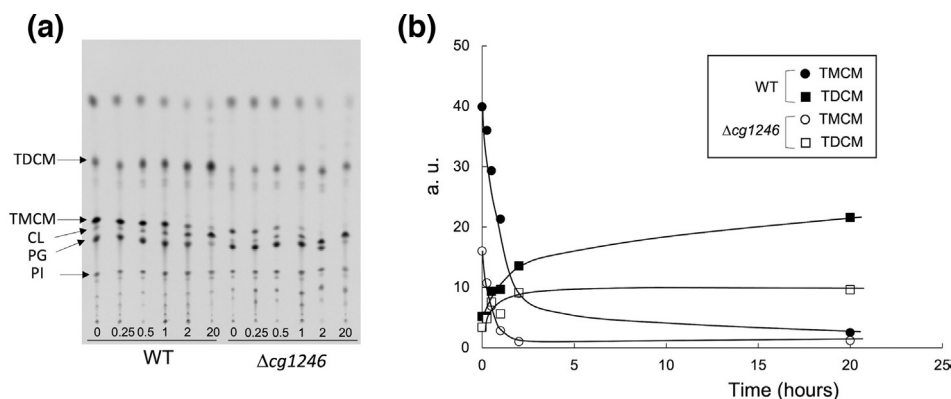 (a)
TDCM
TMCM
CL
PG
PI
0 0.25 0.5 1 2 20 0 0.25 0.5 1 2 20
WT Δcg1246
(b)
50
40
30
20
10
0
a. u.
0 5 10 15 20 25
Time (hours)
WT
TMCM
TDCM
Δcg1246
TMCM
TDCM